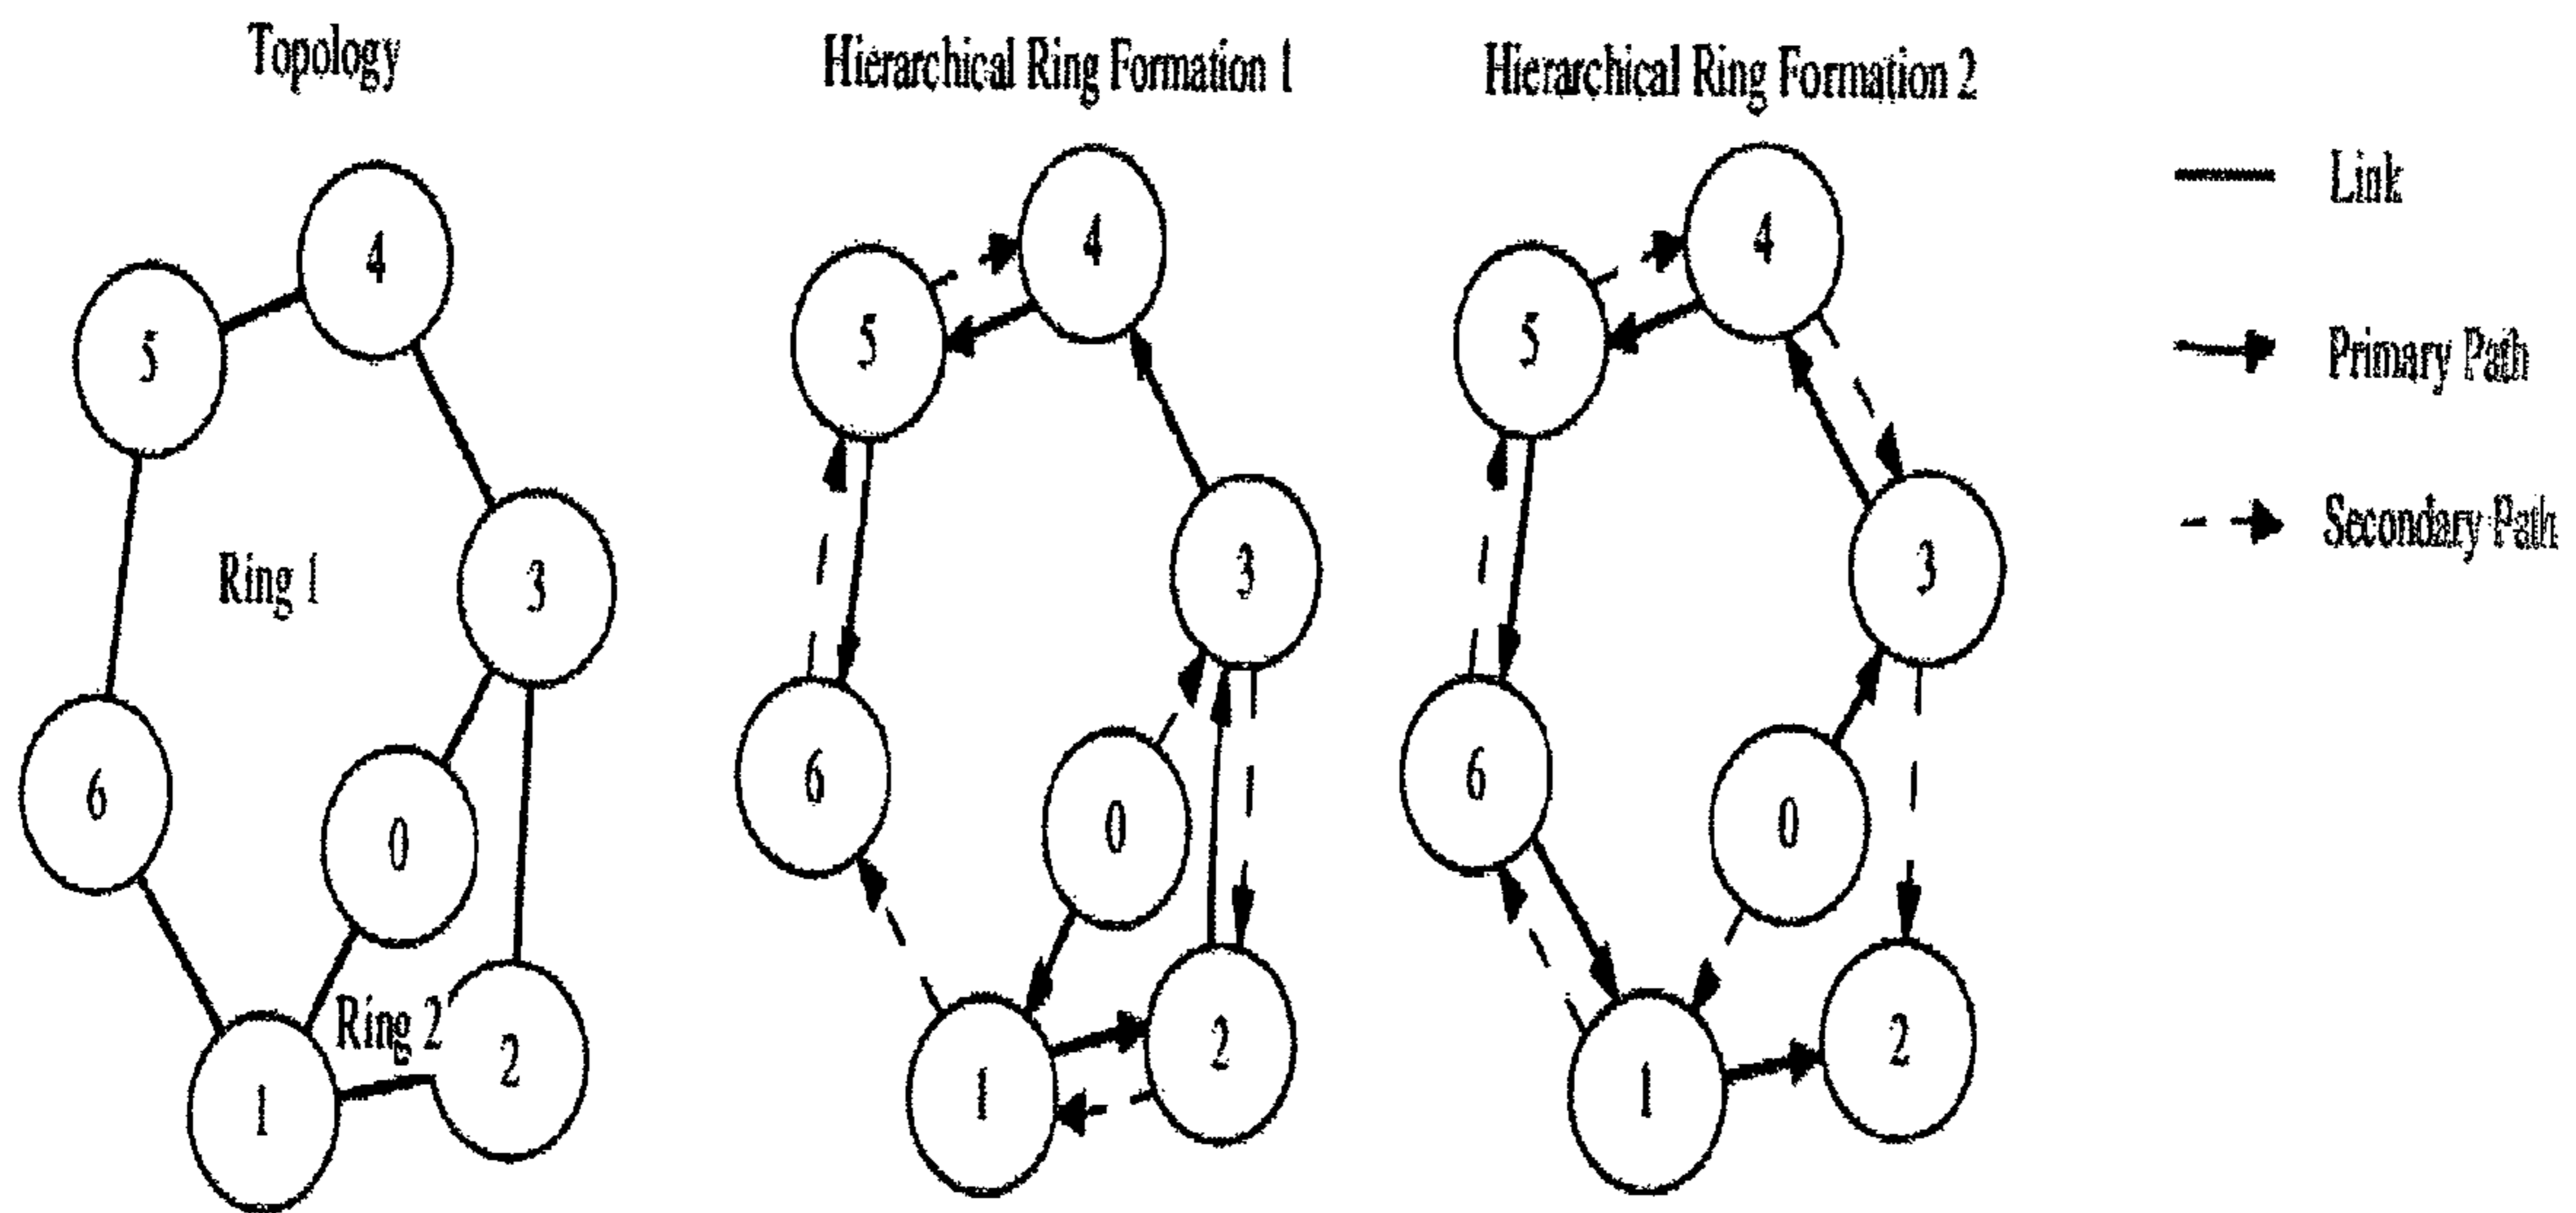 Topology
4
5
3
Ring 1
6
0
Ring 2
2
1
Hierarchical Ring Formation 1
4
5
3
6
0
2
1
Hierarchical Ring Formation 2
4
5
3
6
0
2
1
Link
Primary Path
Secondary Path